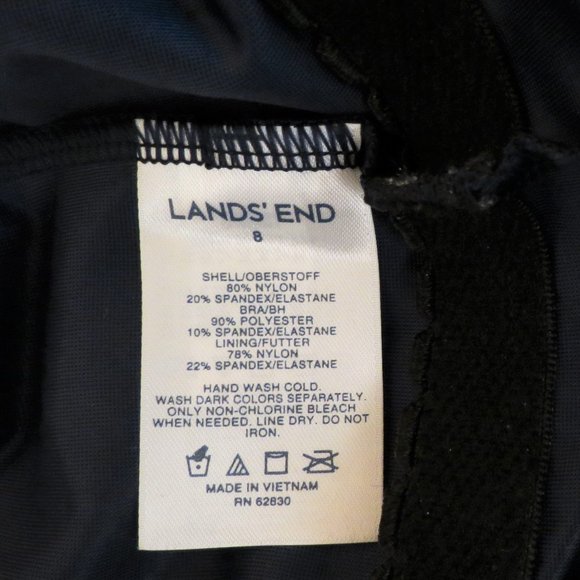 LANDS' END
8
SHELL/OBERSTOFF
80% NYLON
20% SPANDEX/ELASTANE
BRA/BH
90% POLYESTER
10% SPANDEX/ELASTANE
LINING/FUTTER
78% NYLON
22% SPANDEX/ELASTANE
HAND WASH COLD.
WASH DARK COLORS SEPARATELY.
ONLY NON-CHLORINE BLEACH
WHEN NEEDED. LINE DRY. DO NOT
IRON.
MADE IN VIETNAM
RN 62830